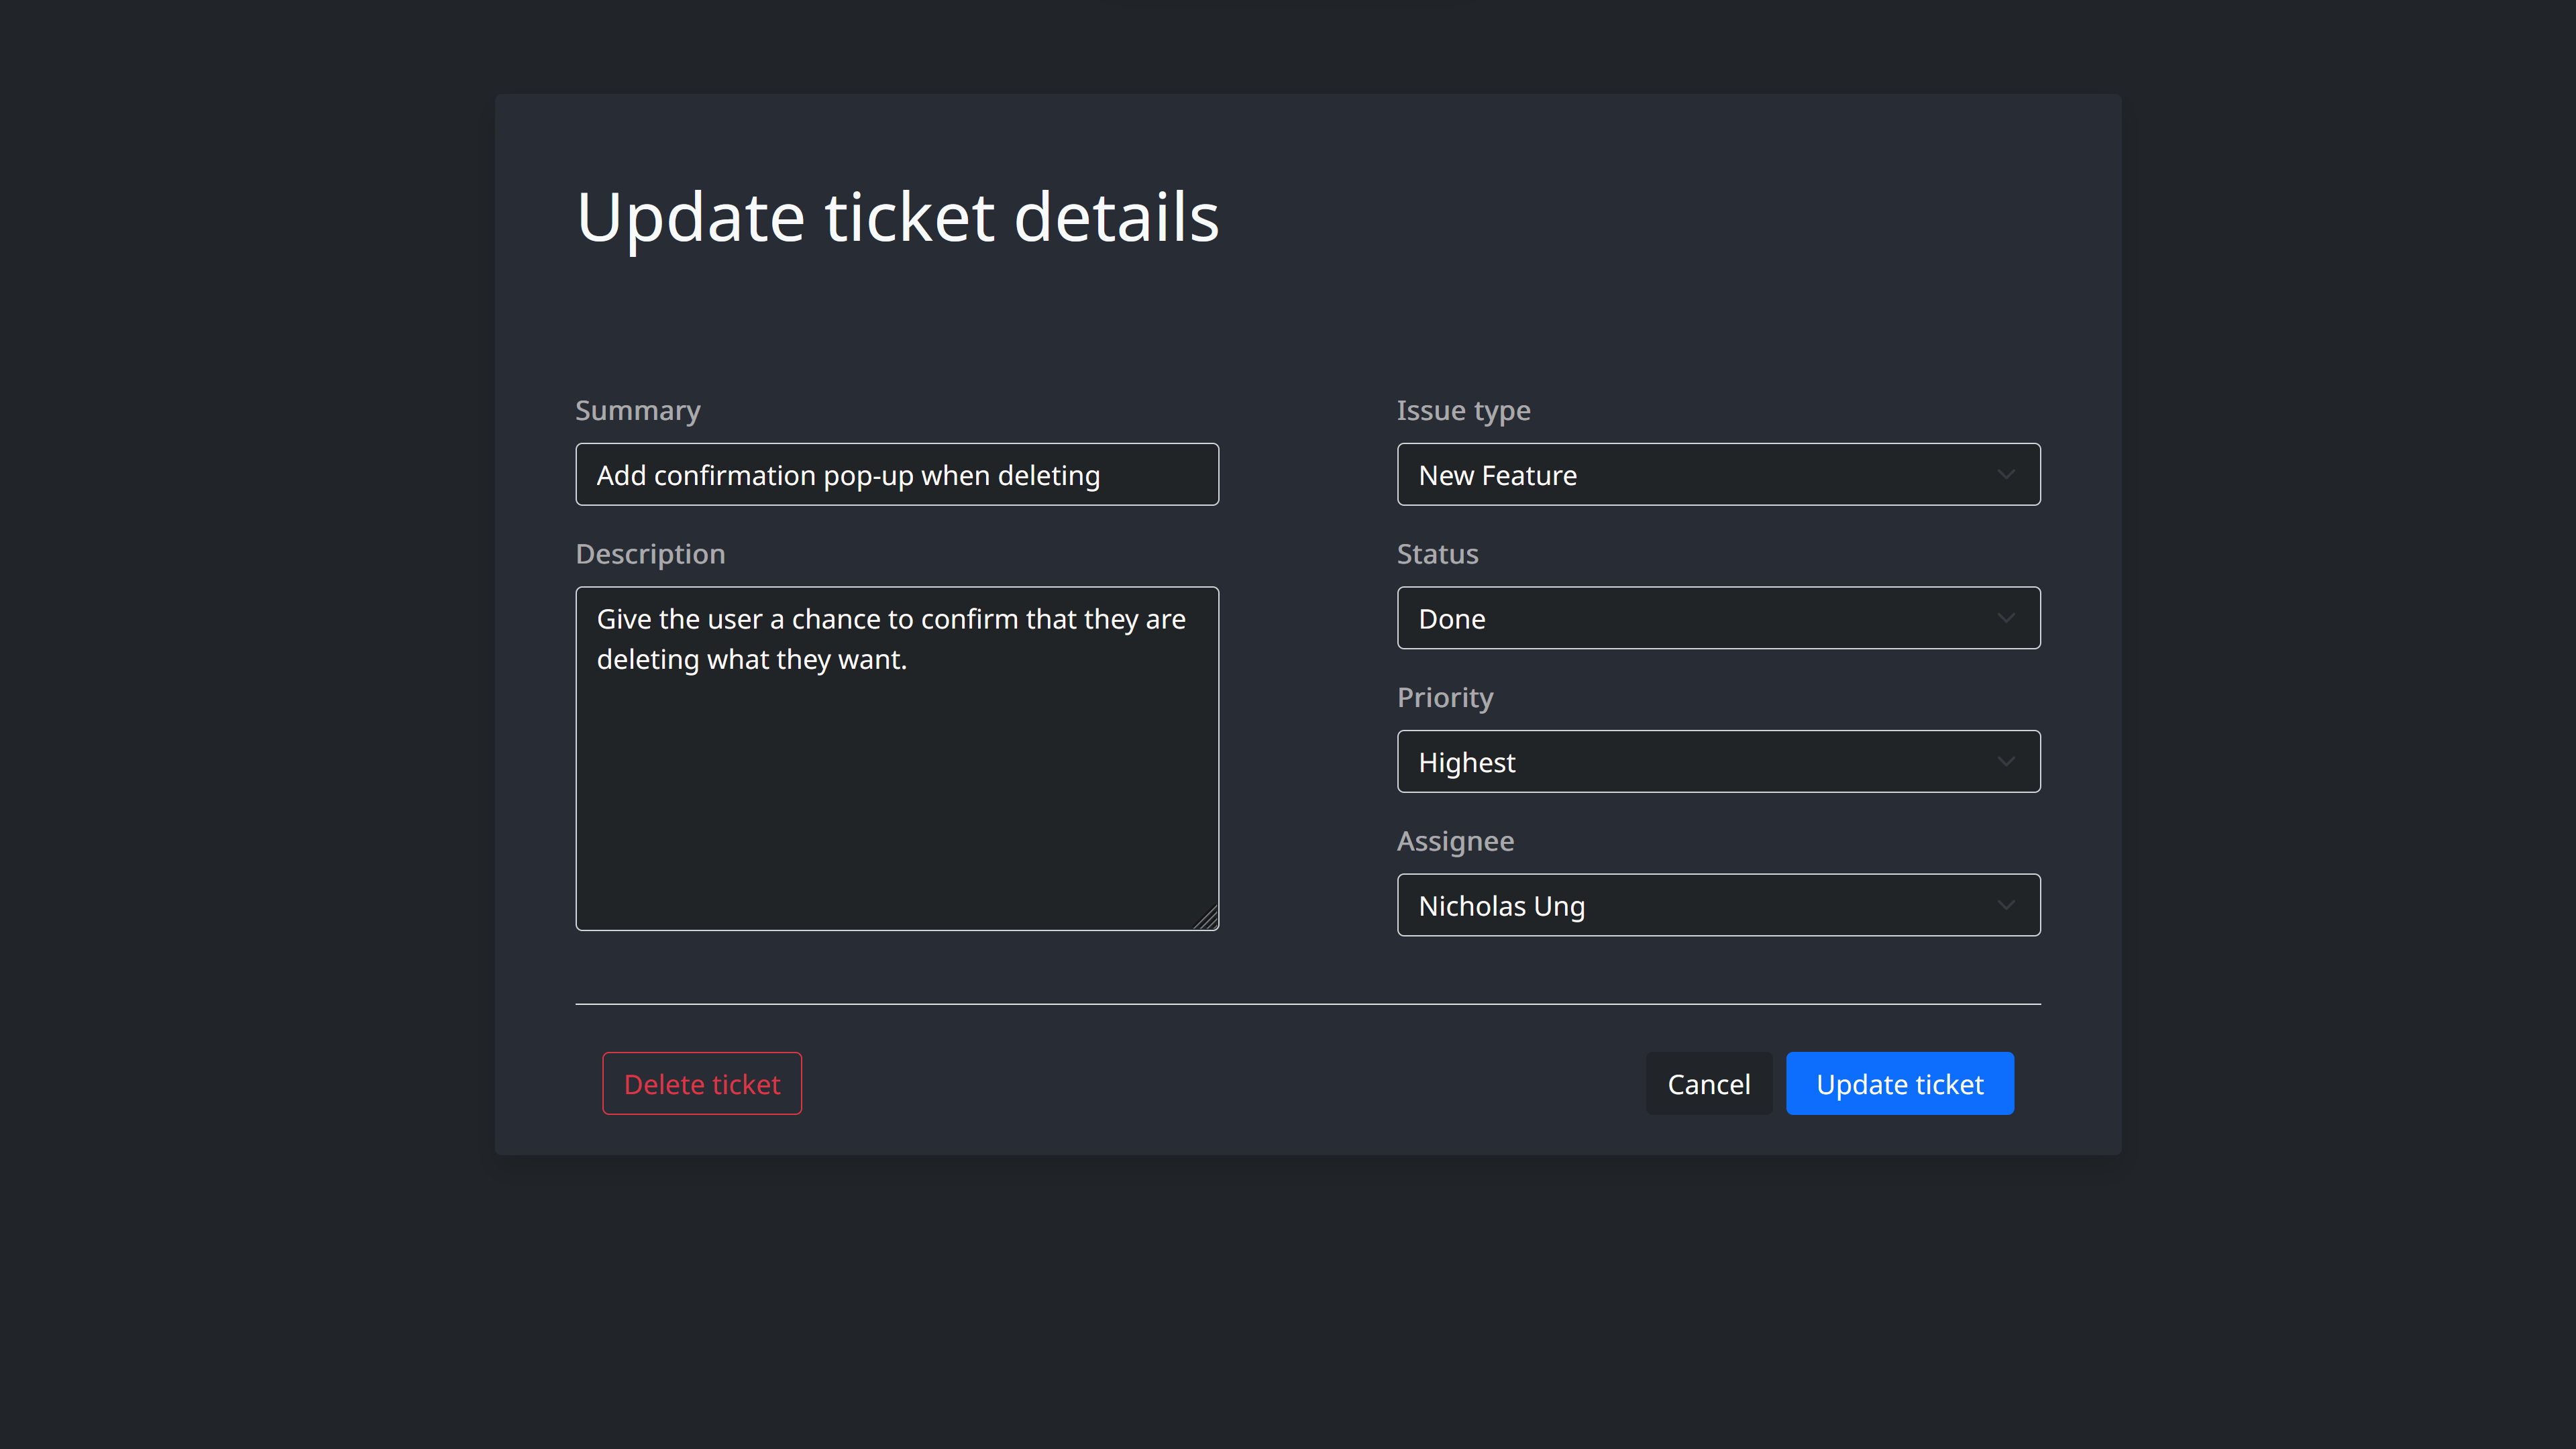 Update ticket details
Summary
Add confirmation pop-up when deleting
Description
Give the user a chance to confirm that they are
deleting what they want.
Issue type
New Feature
Status
Done
Priority
Highest
Assignee
Nicholas Ung
Delete ticket
Cancel
Update ticket